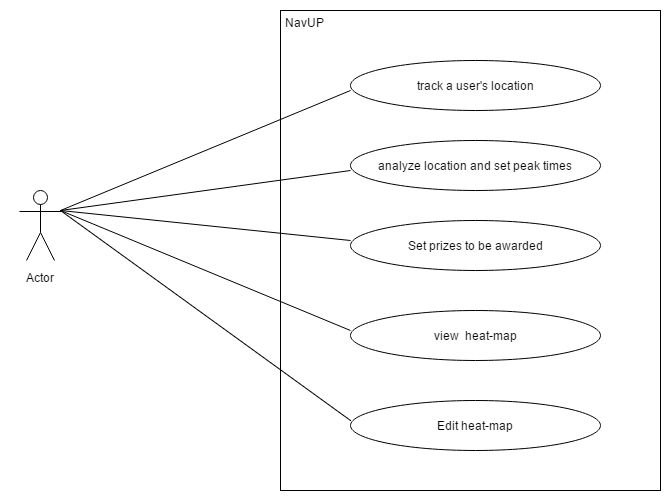 NavUP
track a user's location
analyze location and set peak times
Set prizes to be awarded
Actor
view heat-map
Edit heat-map